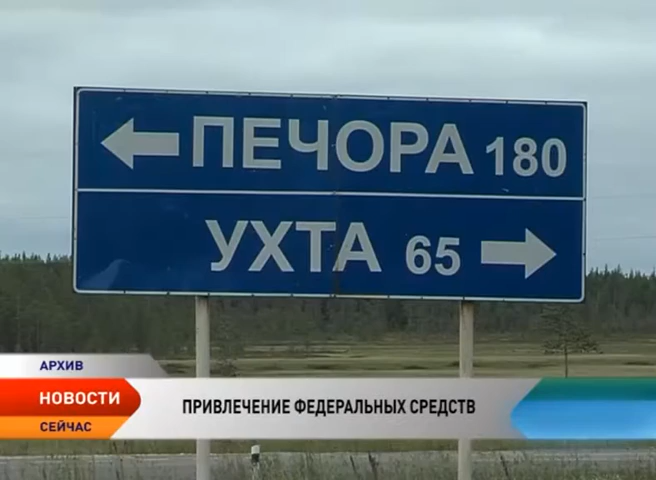 ПЕЧОРА 180
УХТА 65
АРХИВ
НОВОСТИ
СЕЙЧАС
ПРИВЛЕЧЕНИЕ ФЕДЕРАЛЬНЫХ СРЕДСТВ